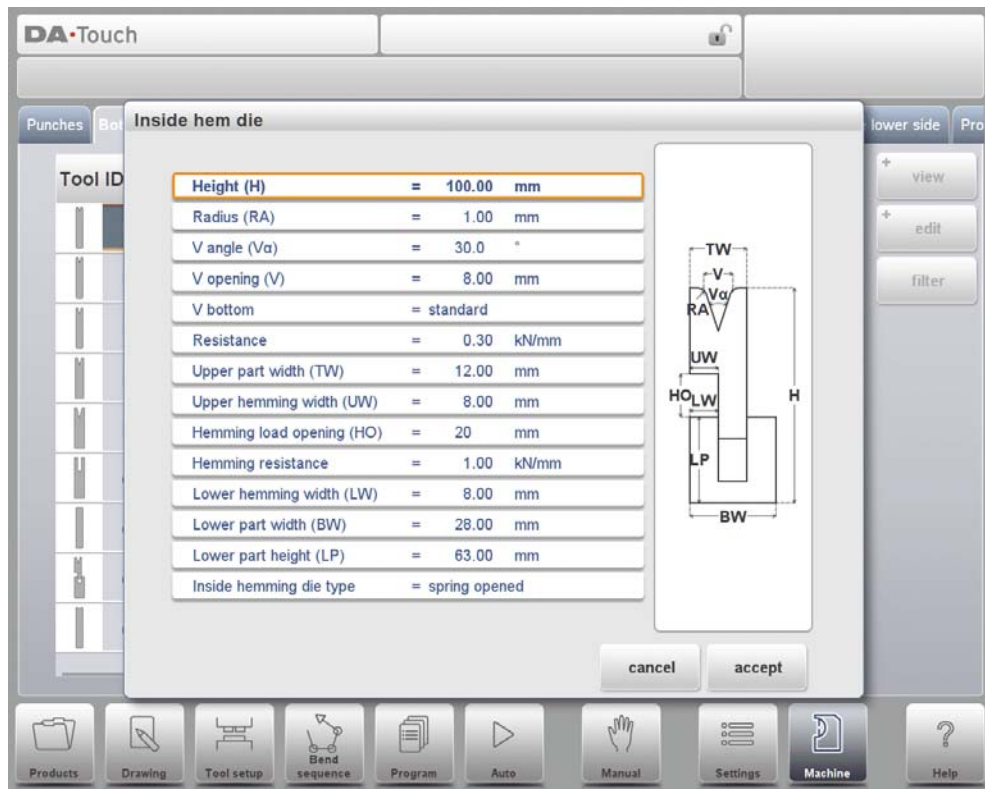 DA•Touch
Punches Bot lower side Pro
Inside hem die
Tool ID
view
edit
filter
Height (H) = 100.00 mm
Radius (RA) = 1.00 mm
V angle (Vα) = 30.0 °
V opening (V) = 8.00 mm
V bottom = standard
Resistance = 0.30 kN/mm
Upper part width (TW) = 12.00 mm
Upper hemming width (UW) = 8.00 mm
Hemming load opening (HO) = 20 mm
Hemming resistance = 1.00 kN/mm
Lower hemming width (LW) = 8.00 mm
Lower part width (BW) = 28.00 mm
Lower part height (LP) = 63.00 mm
Inside hemming die type = spring opened
TW
V
Vα
RA
UW
HO LW H
LP
BW
cancel accept
Products Drawing Tool setup Bend sequence Program Auto Manual Settings Machine Help